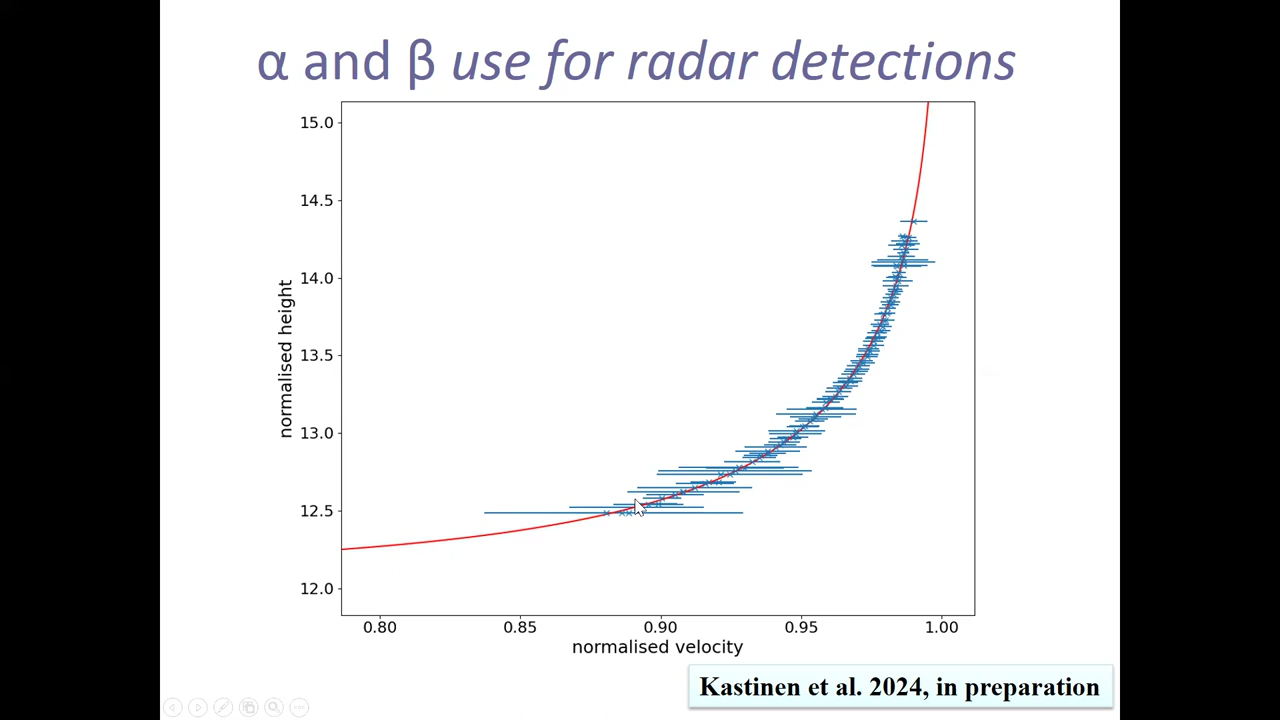 α and β use for radar detections
15.0
14.5
14.0
13.5
13.0
12.5
12.0
normalised height
0.80 0.85 0.90 0.95 1.00
normalised velocity
Kastinen et al. 2024, in preparation